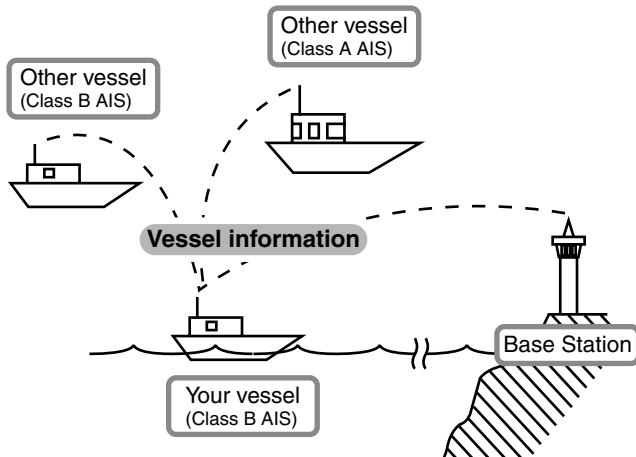 Other vessel
(Class A AIS)
Other vessel
(Class B AIS)
Vessel information
Base Station
Your vessel
(Class B AIS)